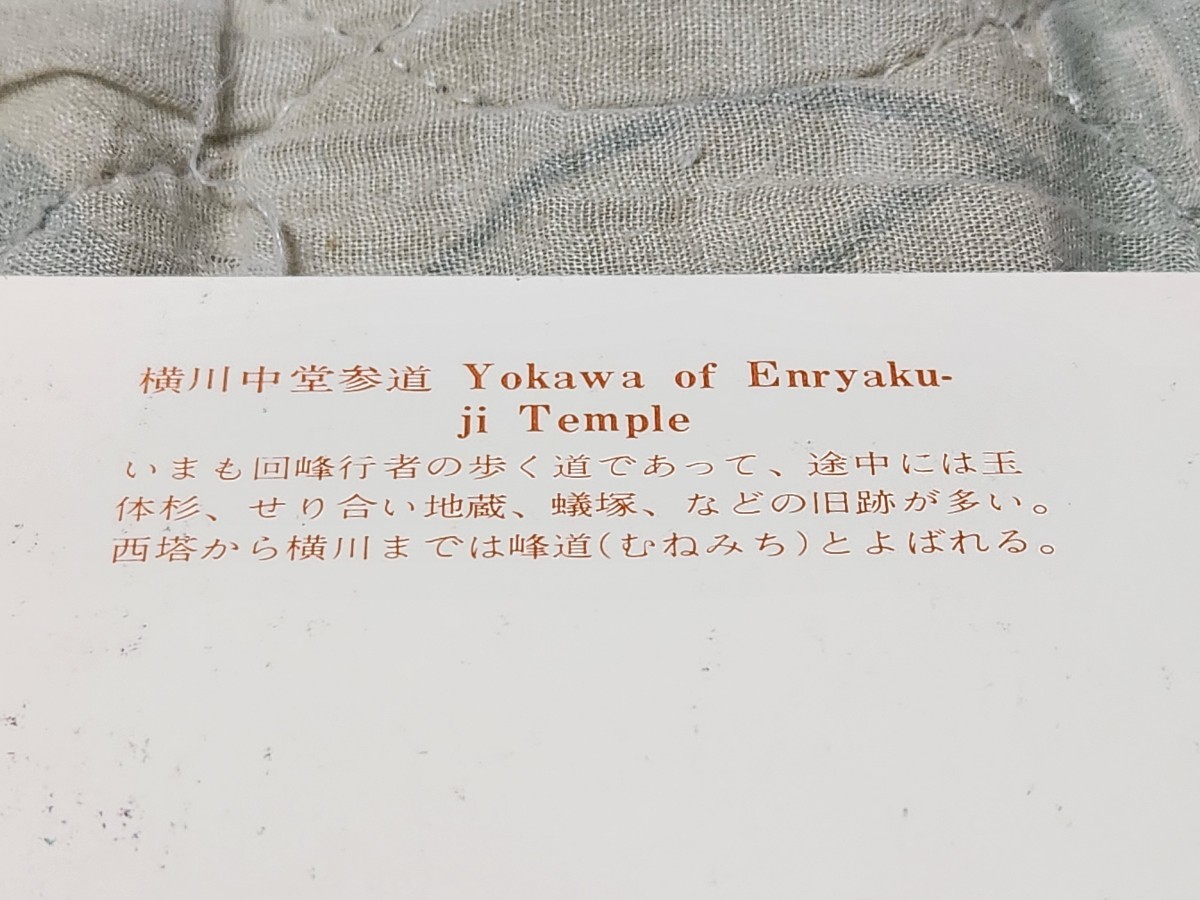 横川中堂参道 Yokawa of Enryaku-
ji Temple
いまも回峰行者の歩く道であって、途中には玉
体杉、せり合い地蔵、蟻塚、などの旧跡が多い。
西塔から横川までは峰道(むねみち)とよばれる。